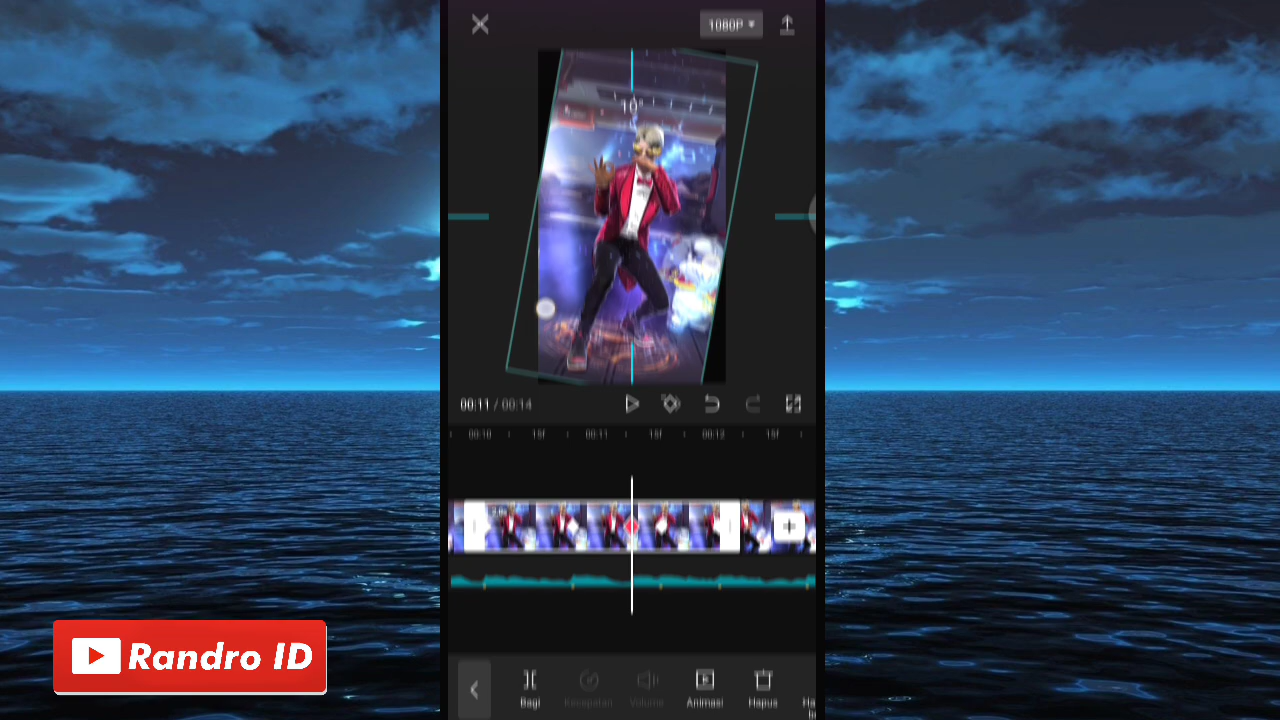 1080P
10°
00:11 / 00:14
00:10 15f 00:11 15f 00:12 15f
Randro ID
Bagi Kecepatan Volume Animasi Hapus